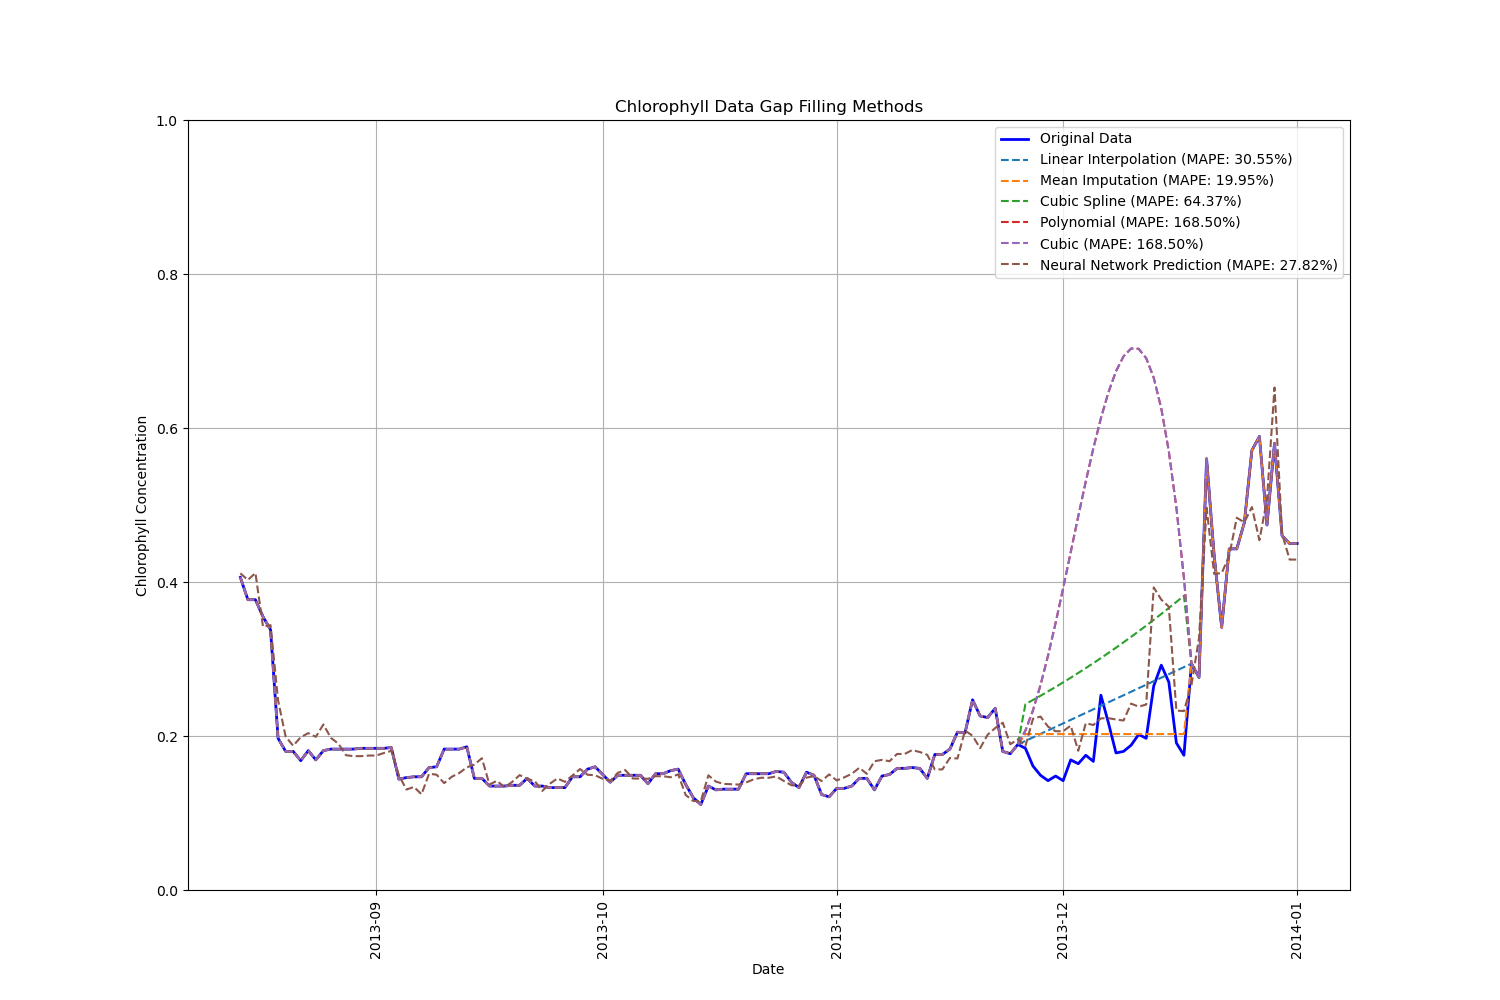 Chlorophyll Data Gap Filling Methods
1.0
0.8
0.6
0.4
0.2
0.0
Chlorophyll Concentration
Original Data
Linear Interpolation (MAPE: 30.55%)
Mean Imputation (MAPE: 19.95%)
Cubic Spline (MAPE: 64.37%)
Polynomial (MAPE: 168.50%)
Cubic (MAPE: 168.50%)
Neural Network Prediction (MAPE: 27.82%)
2013-09
2013-10
2013-11
2013-12
2014-01
Date